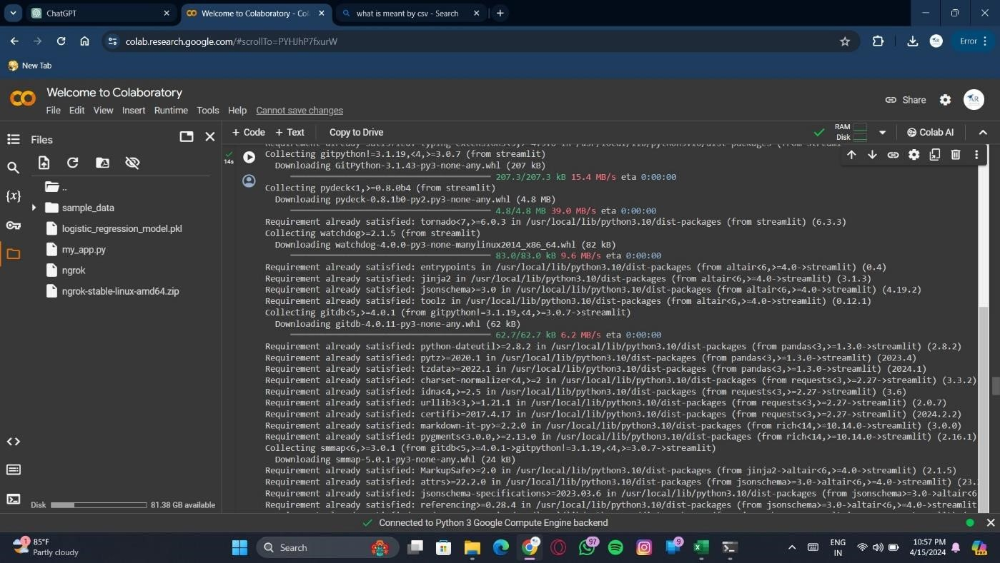 ChatGPT
Welcome to Colaboratory - Col
what is meant by csv - Search
colab.research.google.com/#scrollTo=PYHJhP7fxurW
Error
New Tab
Welcome to Colaboratory
File Edit View Insert Runtime Tools Help Cannot save changes
Share
Files
+ Code + Text Copy to Drive
RAM
Disk
Colab AI
14s
..
sample_data
logistic_regression_model.pkl
my_app.py
ngrok
ngrok-stable-linux-amd64.zip
Disk 81.38 GB available
Requirement already satisfied: typing-extensions<5,>=4.3.0 in /usr/local/lib/python3.10/dist-packages (from streamlit)
Collecting gitpython!=3.1.19,<4,>=3.0.7 (from streamlit)
Downloading GitPython-3.1.43-py3-none-any.whl (207 kB)
207.3/207.3 kB 15.4 MB/s eta 0:00:00
Collecting pydeck<1,>=0.8.0b4 (from streamlit)
Downloading pydeck-0.8.1b0-py2.py3-none-any.whl (4.8 MB)
4.8/4.8 MB 39.0 MB/s eta 0:00:00
Requirement already satisfied: tornado<7,>=6.0.3 in /usr/local/lib/python3.10/dist-packages (from streamlit) (6.3.3)
Collecting watchdog>=2.1.5 (from streamlit)
Downloading watchdog-4.0.0-py3-none-manylinux2014_x86_64.whl (82 kB)
83.0/83.0 kB 9.6 MB/s eta 0:00:00
Requirement already satisfied: entrypoints in /usr/local/lib/python3.10/dist-packages (from altair<6,>=4.0->streamlit) (0.4)
Requirement already satisfied: jinja2 in /usr/local/lib/python3.10/dist-packages (from altair<6,>=4.0->streamlit) (3.1.3)
Requirement already satisfied: jsonschema>=3.0 in /usr/local/lib/python3.10/dist-packages (from altair<6,>=4.0->streamlit) (4.19.2)
Requirement already satisfied: toolz in /usr/local/lib/python3.10/dist-packages (from altair<6,>=4.0->streamlit) (0.12.1)
Collecting gitdb<5,>=4.0.1 (from gitpython!=3.1.19,<4,>=3.0.7->streamlit)
Downloading gitdb-4.0.11-py3-none-any.whl (62 kB)
62.7/62.7 kB 6.2 MB/s eta 0:00:00
Requirement already satisfied: python-dateutil>=2.8.2 in /usr/local/lib/python3.10/dist-packages (from pandas<3,>=1.3.0->streamlit) (2.8.2)
Requirement already satisfied: pytz>=2020.1 in /usr/local/lib/python3.10/dist-packages (from pandas<3,>=1.3.0->streamlit) (2023.4)
Requirement already satisfied: tzdata>=2022.1 in /usr/local/lib/python3.10/dist-packages (from pandas<3,>=1.3.0->streamlit) (2024.1)
Requirement already satisfied: charset-normalizer<4,>=2 in /usr/local/lib/python3.10/dist-packages (from requests<3,>=2.27->streamlit) (3.3.2)
Requirement already satisfied: idna<4,>=2.5 in /usr/local/lib/python3.10/dist-packages (from requests<3,>=2.27->streamlit) (3.6)
Requirement already satisfied: urllib3<3,>=1.21.1 in /usr/local/lib/python3.10/dist-packages (from requests<3,>=2.27->streamlit) (2.0.7)
Requirement already satisfied: certifi>=2017.4.17 in /usr/local/lib/python3.10/dist-packages (from requests<3,>=2.27->streamlit) (2024.2.2)
Requirement already satisfied: markdown-it-py>=2.2.0 in /usr/local/lib/python3.10/dist-packages (from rich<14,>=10.14.0->streamlit) (3.0.0)
Requirement already satisfied: pygments<3.0.0,>=2.13.0 in /usr/local/lib/python3.10/dist-packages (from rich<14,>=10.14.0->streamlit) (2.16.1)
Collecting smmap<6,>=3.0.1 (from gitdb<5,>=4.0.1->gitpython!=3.1.19,<4,>=3.0.7->streamlit)
Downloading smmap-5.0.1-py3-none-any.whl (24 kB)
Requirement already satisfied: MarkupSafe>=2.0 in /usr/local/lib/python3.10/dist-packages (from jinja2->altair<6,>=4.0->streamlit) (2.1.5)
Requirement already satisfied: attrs>=22.2.0 in /usr/local/lib/python3.10/dist-packages (from jsonschema>=3.0->altair<6,>=4.0->streamlit) (23.
Requirement already satisfied: jsonschema-specifications>=2023.03.6 in /usr/local/lib/python3.10/dist-packages (from jsonschema>=3.0->altair<6
Requirement already satisfied: referencing>=0.28.4 in /usr/local/lib/python3.10/dist-packages (from jsonschema>=3.0->altair<6,>=4.0->streamlit
Connected to Python 3 Google Compute Engine backend
1
85°F
Partly cloudy
Search
97
9
ENG
IN
10:57 PM
4/15/2024
PRE